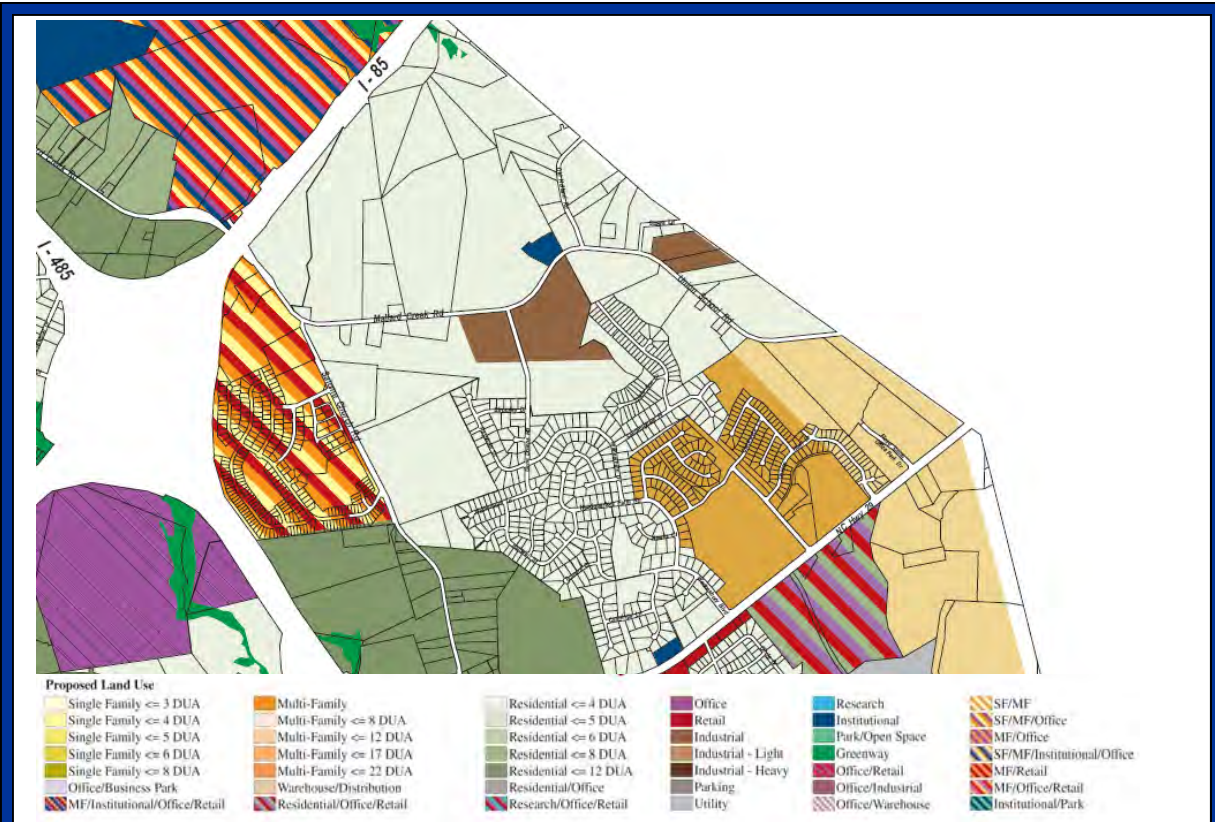 I - 85
I - 485
Mallard Creek Rd
NC Hwy 29
Proposed Land Use
Single Family <= 3 DUA
Single Family <= 4 DUA
Single Family <= 5 DUA
Single Family <= 6 DUA
Single Family <= 8 DUA
Office/Business Park
MF/Institutional/Office/Retail
Multi-Family
Multi-Family <= 8 DUA
Multi-Family <= 12 DUA
Multi-Family <= 17 DUA
Multi-Family <= 22 DUA
Warehouse/Distribution
Residential/Office/Retail
Residential <= 4 DUA
Residential <= 5 DUA
Residential <= 6 DUA
Residential <= 8 DUA
Residential <= 12 DUA
Residential/Office
Research/Office/Retail
Office
Retail
Industrial
Industrial - Light
Industrial - Heavy
Parking
Utility
Research
Institutional
Park/Open Space
Greenway
Office/Retail
Office/Industrial
Office/Warehouse
SF/MF
SF/MF/Office
MF/Office
SF/MF/Institutional/Office
MF/Retail
MF/Office/Retail
Institutional/Park